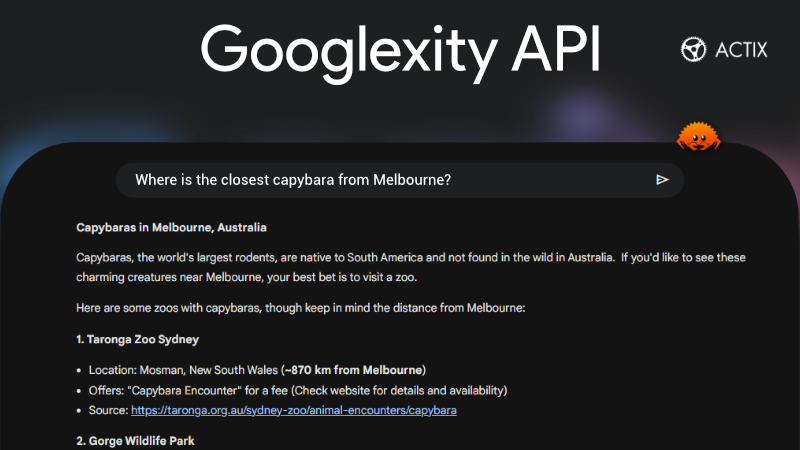 Googlexity API
ACTIX
Where is the closest capybara from Melbourne?
Capybaras in Melbourne, Australia
Capybaras, the world's largest rodents, are native to South America and not found in the wild in Australia. If you'd like to see these
charming creatures near Melbourne, your best bet is to visit a zoo.
Here are some zoos with capybaras, though keep in mind the distance from Melbourne:
1. Taronga Zoo Sydney
• Location: Mosman, New South Wales (~870 km from Melbourne)
• Offers: "Capybara Encounter" for a fee (Check website for details and availability)
• Source: https://taronga.org.au/sydney-zoo/animal-encounters/capybara
2. Gorge Wildlife Park